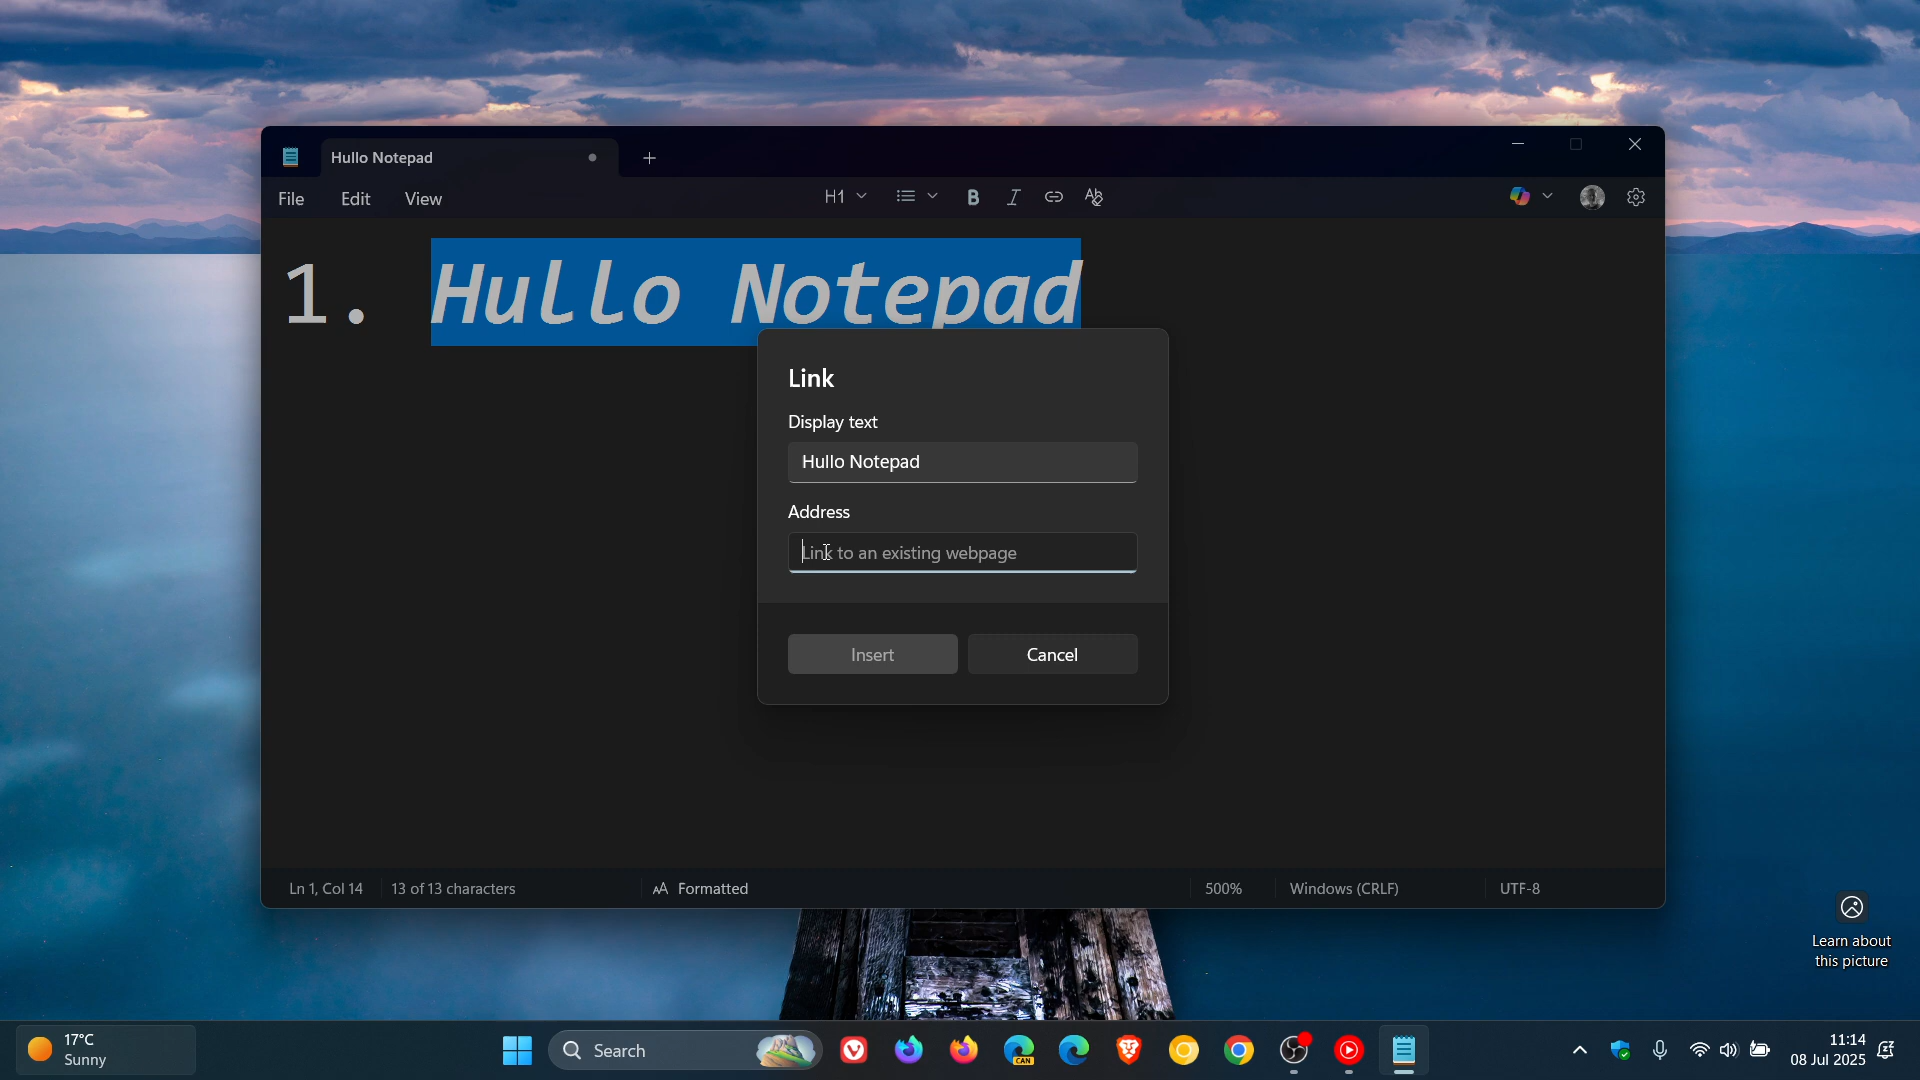 Hullo Notepad
File Edit View H1 B I
1. Hullo Notepad
Link
Display text
Hullo Notepad
Address
Link to an existing webpage
Insert Cancel
Ln 1, Col 14 13 of 13 characters AA Formatted 500% Windows (CRLF) UTF-8
Learn about
this picture
17°C
Sunny
Search
CAN
11:14
08 Jul 2025